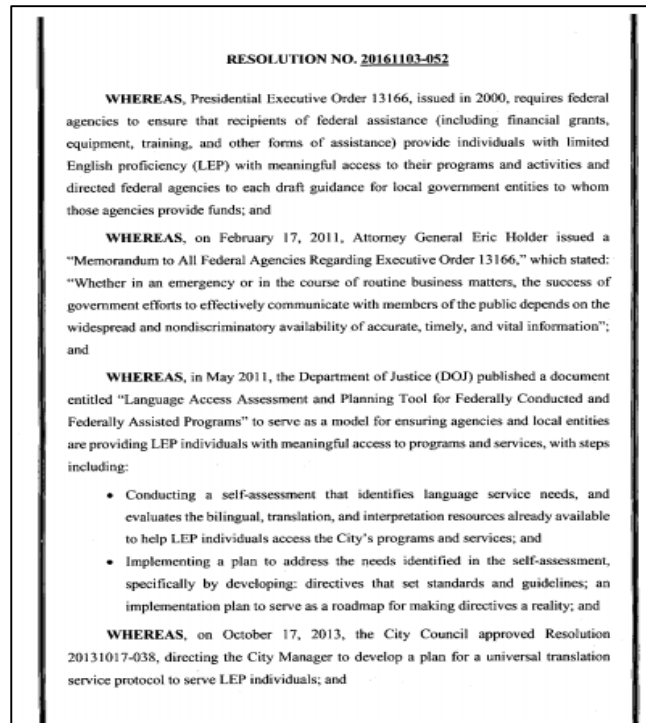 RESOLUTION NO. 20161103-052
WHEREAS, Presidential Executive Order 13166, issued in 2000, requires federal
agencies to ensure that recipients of federal assistance (including financial grants,
equipment, training, and other forms of assistance) provide individuals with limited
English proficiency (LEP) with meaningful access to their programs and activities and
directed federal agencies to each draft guidance for local government entities to whom
those agencies provide funds; and
WHEREAS, on February 17, 2011, Attorney General Eric Holder issued a
“Memorandum to All Federal Agencies Regarding Executive Order 13166,” which stated:
“Whether in an emergency or in the course of routine business matters, the success of
government efforts to effectively communicate with members of the public depends on the
widespread and nondiscriminatory availability of accurate, timely, and vital information”;
and
WHEREAS, in May 2011, the Department of Justice (DOJ) published a document
entitled “Language Access Assessment and Planning Tool for Federally Conducted and
Federally Assisted Programs” to serve as a model for ensuring agencies and local entities
are providing LEP individuals with meaningful access to programs and services, with steps
including:
• Conducting a self-assessment that identifies language service needs, and
evaluates the bilingual, translation, and interpretation resources already available
to help LEP individuals access the City’s programs and services; and
• Implementing a plan to address the needs identified in the self-assessment,
specifically by developing: directives that set standards and guidelines; an
implementation plan to serve as a roadmap for making directives a reality; and
WHEREAS, on October 17, 2013, the City Council approved Resolution
20131017-038, directing the City Manager to develop a plan for a universal translation
service protocol to serve LEP individuals; and